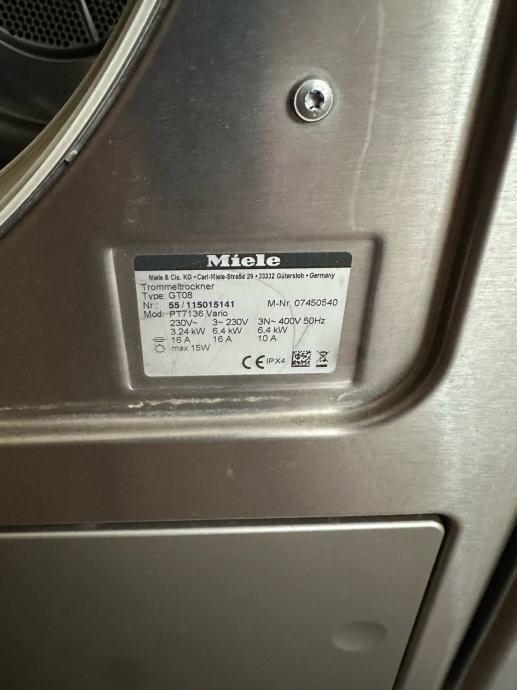 Miele
Miele & Cie. KG • Carl-Miele-Straße 29 • 33332 Gütersloh • Germany
Trommeltrockner
Type: GT08
Nr.: 55 / 115015141 M-Nr. 07450540
Mod: PT7136 Vario
230V~ 3~ 230V 3N~ 400V 50Hz
3.24 kW 6.4 kW 6.4 kW
16 A 16 A 10 A
max 15W
CE IPX4